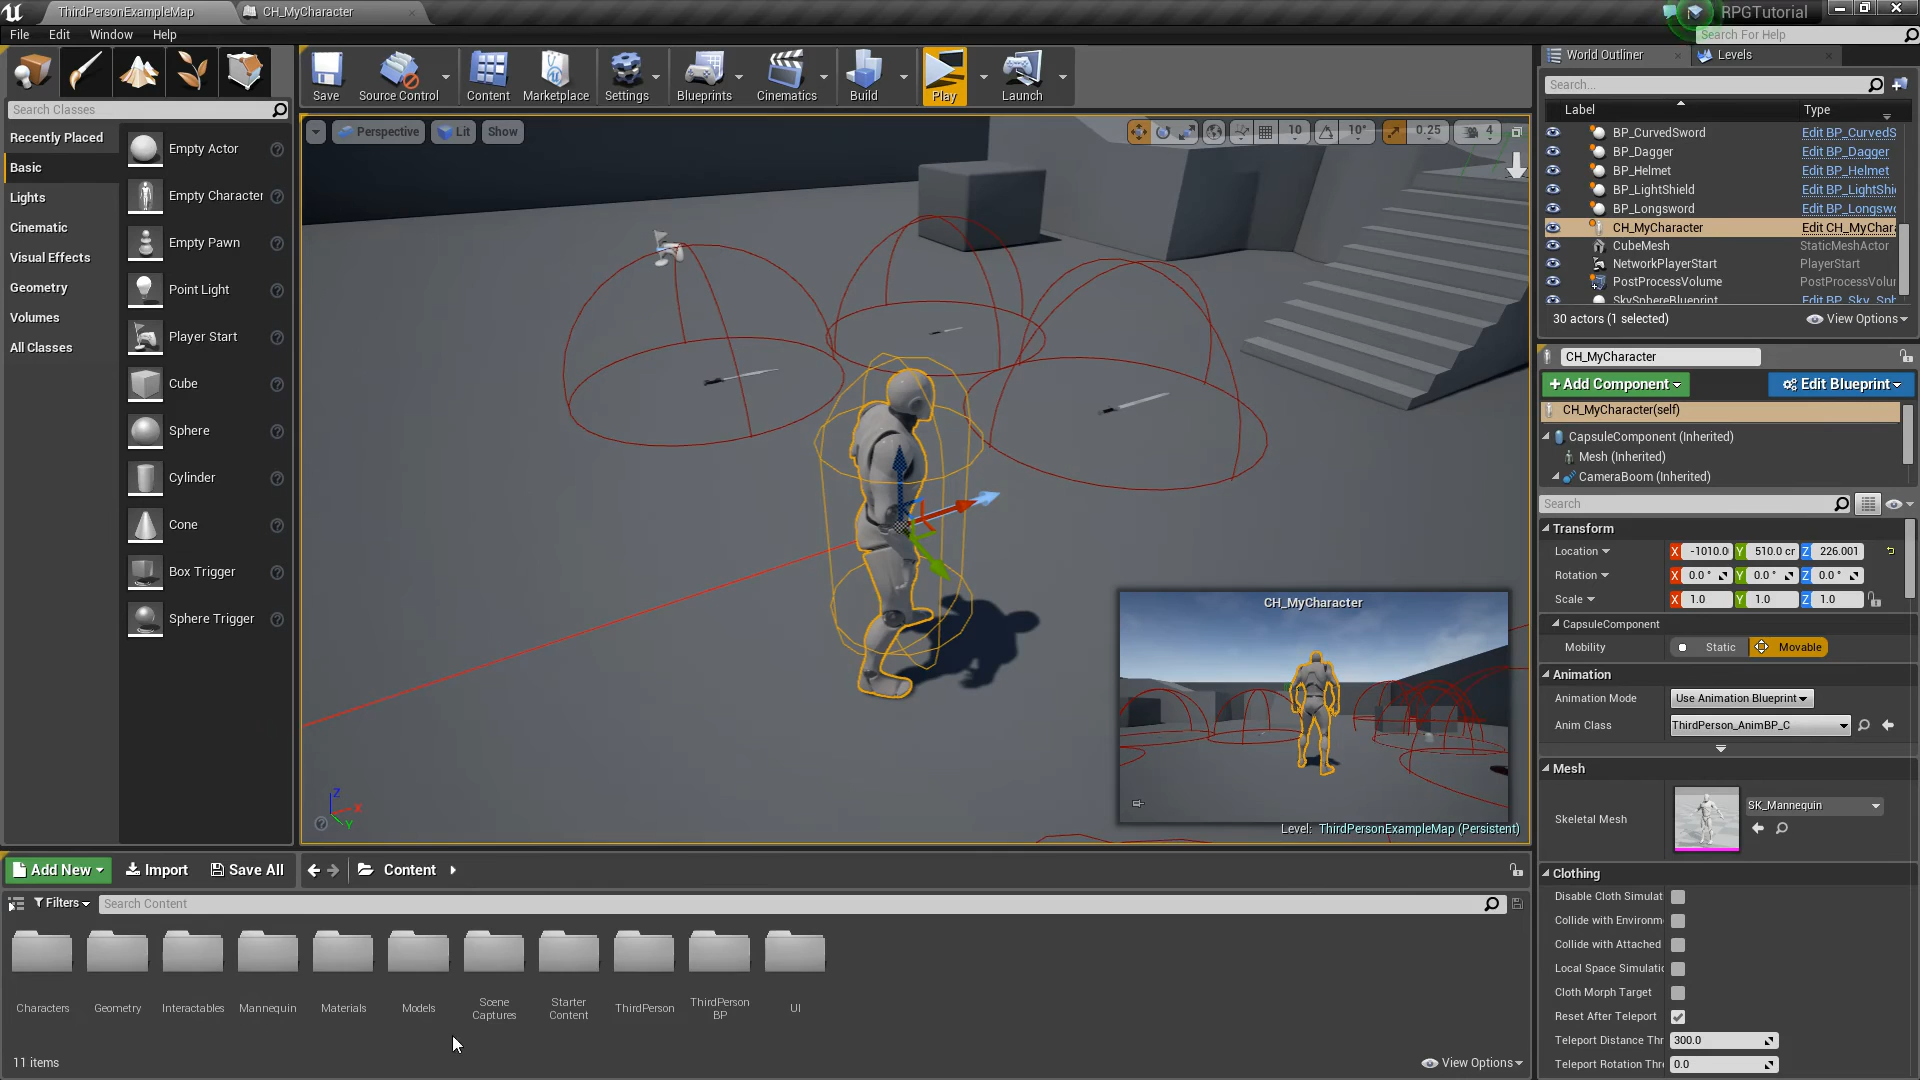 ThirdPersonExampleMap
CH_MyCharacter
RPGTutorial
File Edit Window Help
Search For Help
Search Classes
Recently Placed
Basic
Lights
Cinematic
Visual Effects
Geometry
Volumes
All Classes
Empty Actor
Empty Character
Empty Pawn
Point Light
Player Start
Cube
Sphere
Cylinder
Cone
Box Trigger
Sphere Trigger
Save
Source Control
Content
Marketplace
Settings
Blueprints
Cinematics
Build
Play
Launch
Perspective
Lit
Show
10
10°
0.25
4
CH_MyCharacter
Level: ThirdPersonExampleMap (Persistent)
Z
X
Y
World Outliner
Levels
Search...
Label
Type
BP_CurvedSword Edit BP_CurvedS
BP_Dagger Edit BP_Dagger
BP_Helmet Edit BP_Helmet
BP_LightShield Edit BP_LightShi
BP_Longsword Edit BP_Longsw
CH_MyCharacter Edit CH_MyChar
CubeMesh StaticMeshActor
NetworkPlayerStart PlayerStart
PostProcessVolume PostProcessVolu
SkySphereBlueprint Edit BP_Sky_Sph
30 actors (1 selected)
View Options
CH_MyCharacter
+ Add Component
Edit Blueprint
CH_MyCharacter(self)
CapsuleComponent (Inherited)
Mesh (Inherited)
CameraBoom (Inherited)
Search
Transform
Location X -1010.0 Y 510.0 cr Z 226.001
Rotation X 0.0 ° Y 0.0 ° Z 0.0 °
Scale X 1.0 Y 1.0 Z 1.0
CapsuleComponent
Mobility Static Movable
Animation
Animation Mode Use Animation Blueprint
Anim Class ThirdPerson_AnimBP_C
Mesh
Skeletal Mesh SK_Mannequin
Clothing
Disable Cloth Simulat
Collide with Environm
Collide with Attached
Local Space Simulatic
Cloth Morph Target
Reset After Teleport
Teleport Distance Thr 300.0
Teleport Rotation Thr 0.0
Add New
Import
Save All
Content
Filters
Search Content
Characters
Geometry
Interactables
Mannequin
Materials
Models
Scene
Captures
Starter
Content
ThirdPerson
ThirdPerson
BP
UI
11 items
View Options